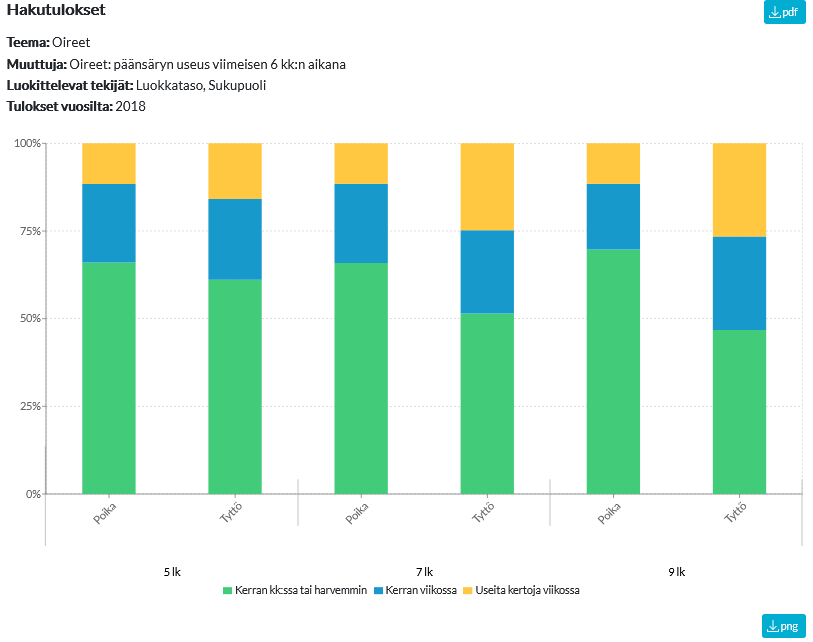 Hakutulokset
pdf
Teema: Oireet
Muuttuja: Oireet: päänsäryn useus viimeisen 6 kk:n aikana
Luokittelevat tekijät: Luokkataso, Sukupuoli
Tulokset vuosilta: 2018
100%
75%
50%
25%
0%
Poika Tyttö Poika Tyttö Poika Tyttö
5 lk 7 lk 9 lk
Kerran kk:ssa tai harvemmin Kerran viikossa Useita kertoja viikossa
png